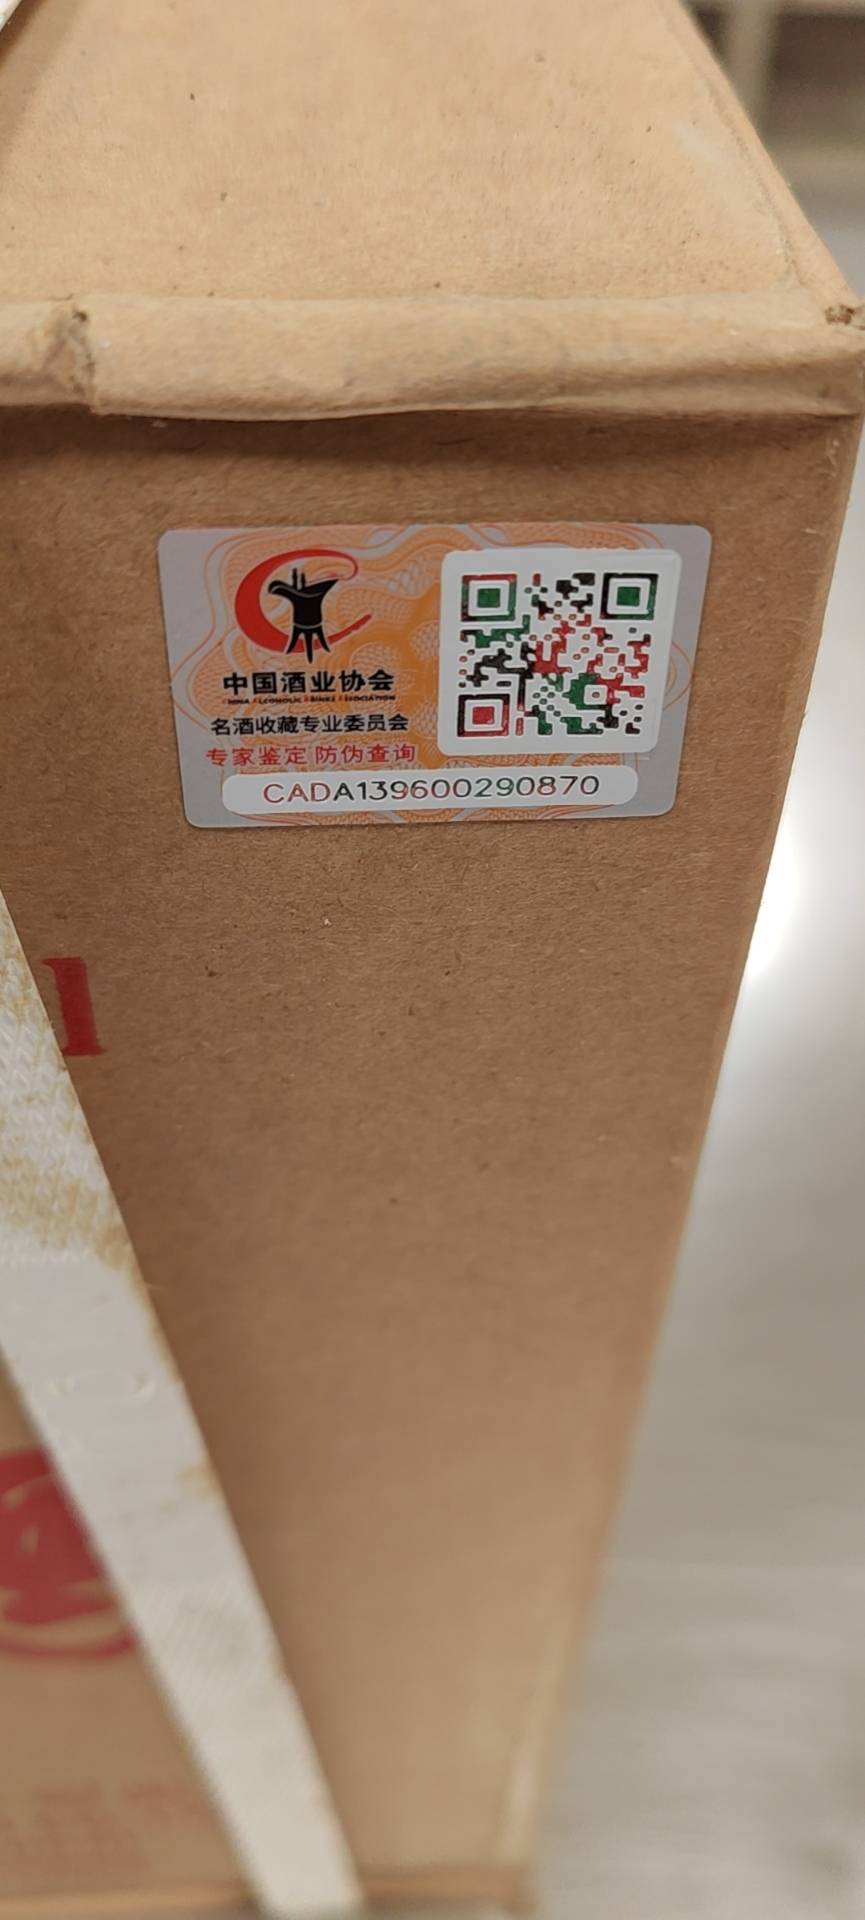 中国酒业协会
CHINA ALCOHOLIC DRINKS ASSOCIATION
名酒收藏专业委员会
专家鉴定 防伪查询
CADA139600290870
l